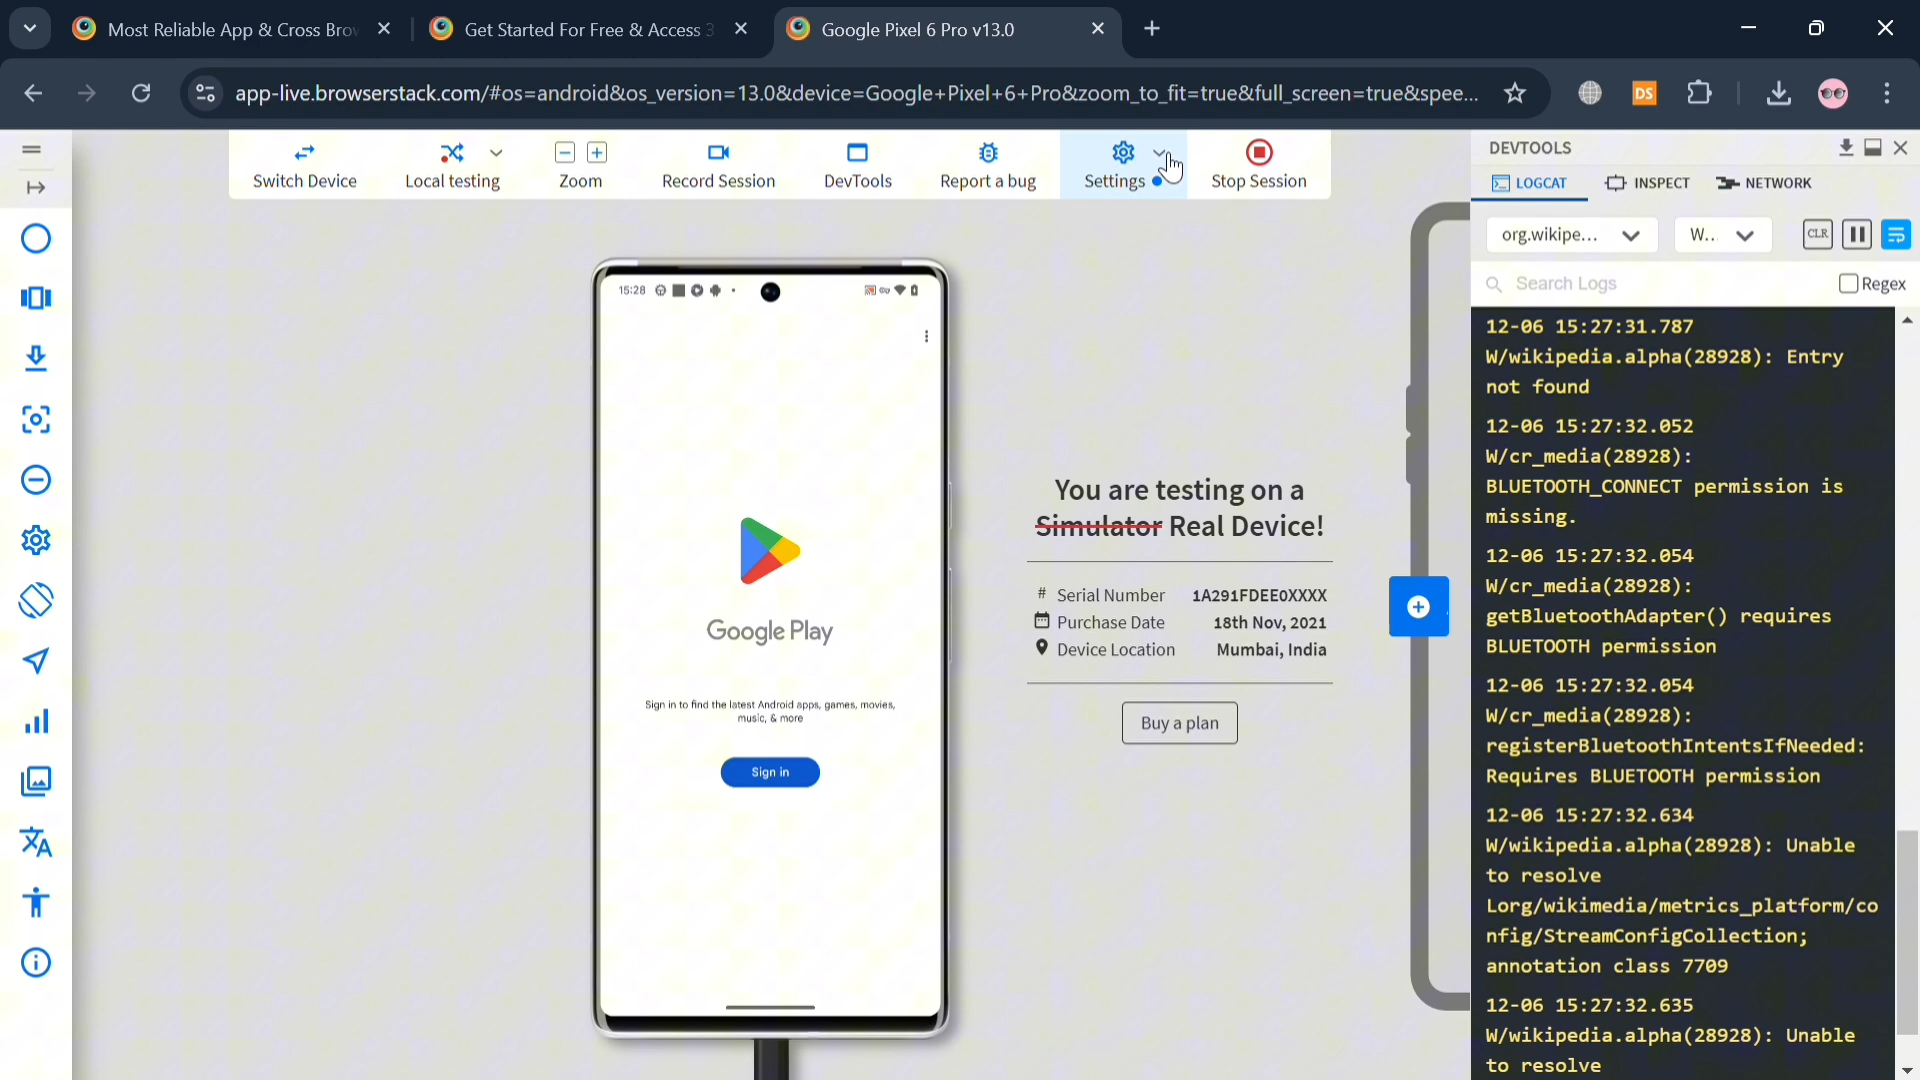 Most Reliable App & Cross Brow
Get Started For Free & Access 3
Google Pixel 6 Pro v13.0
app-live.browserstack.com/#os=android&os_version=13.0&device=Google+Pixel+6+Pro&zoom_to_fit=true&full_screen=true&spee...
DS
Switch Device
Local testing
Zoom
Record Session
DevTools
Report a bug
Settings
Stop Session
DEVTOOLS
LOGCAT
INSPECT
NETWORK
org.wikipe...
W...
CLR
Search Logs
Regex
15:28
Google Play
Sign in to find the latest Android apps, games, movies,
music, & more
Sign in
You are testing on a
Simulator Real Device!
# Serial Number 1A291FDEE0XXXX
Purchase Date 18th Nov, 2021
Device Location Mumbai, India
Buy a plan
12-06 15:27:31.787
W/wikipedia.alpha(28928): Entry
not found
12-06 15:27:32.052
W/cr_media(28928):
BLUETOOTH_CONNECT permission is
missing.
12-06 15:27:32.054
W/cr_media(28928):
getBluetoothAdapter() requires
BLUETOOTH permission
12-06 15:27:32.054
W/cr_media(28928):
registerBluetoothIntentsIfNeeded:
Requires BLUETOOTH permission
12-06 15:27:32.634
W/wikipedia.alpha(28928): Unable
to resolve
Lorg/wikimedia/metrics_platform/co
nfig/StreamConfigCollection;
annotation class 7709
12-06 15:27:32.635
W/wikipedia.alpha(28928): Unable
to resolve